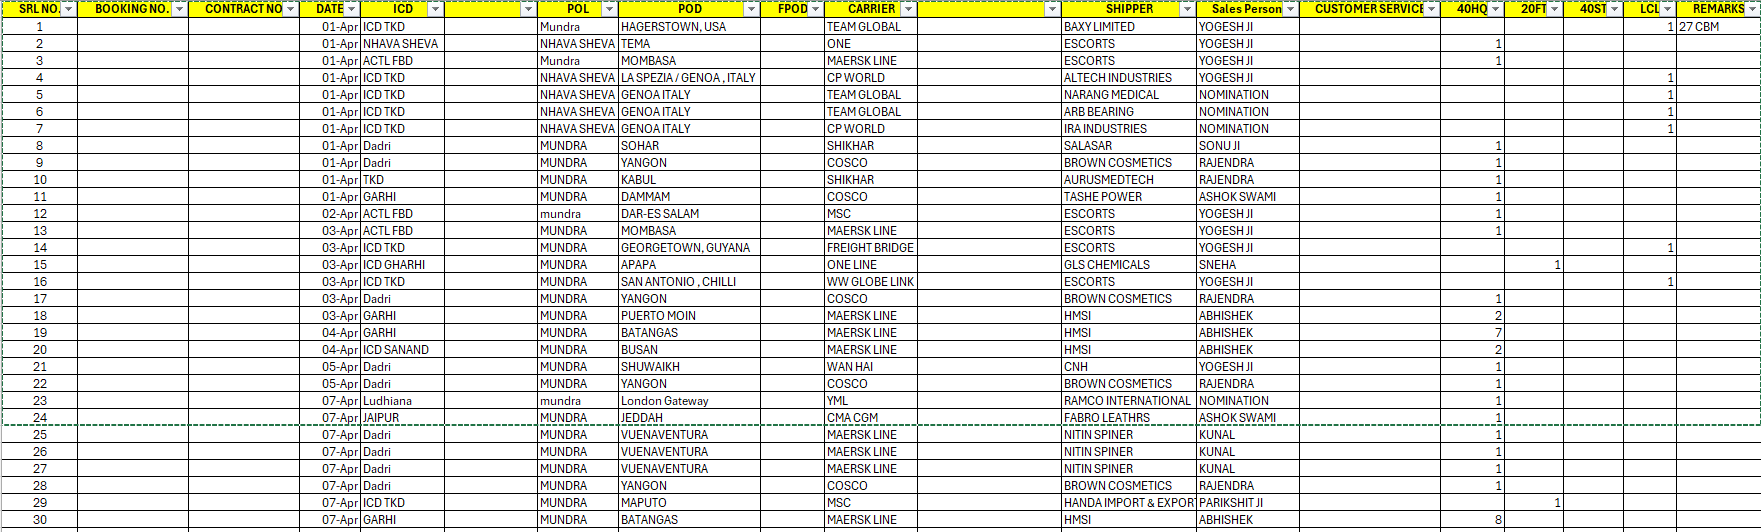 SRL NO. BOOKING NO. CONTRACT NO DATE ICD POL POD FPOD CARRIER SHIPPER Sales Person CUSTOMER SERVICE 40HQ 20FT 40ST LCL REMARKS
1 01-Apr ICD TKD Mundra HAGERSTOWN, USA TEAM GLOBAL BAXY LIMITED YOGESH JI 1 27 CBM
2 01-Apr NHAVA SHEVA NHAVA SHEVA TEMA ONE ESCORTS YOGESH JI 1
3 01-Apr ACTL FBD Mundra MOMBASA MAERSK LINE ESCORTS YOGESH JI 1
4 01-Apr ICD TKD NHAVA SHEVA LA SPEZIA / GENOA , ITALY CP WORLD ALTECH INDUSTRIES YOGESH JI 1
5 01-Apr ICD TKD NHAVA SHEVA GENOA ITALY TEAM GLOBAL NARANG MEDICAL NOMINATION 1
6 01-Apr ICD TKD NHAVA SHEVA GENOA ITALY TEAM GLOBAL ARB BEARING NOMINATION 1
7 01-Apr ICD TKD NHAVA SHEVA GENOA ITALY CP WORLD IRA INDUSTRIES NOMINATION 1
8 01-Apr Dadri MUNDRA SOHAR SHIKHAR SALASAR SONU JI 1
9 01-Apr Dadri MUNDRA YANGON COSCO BROWN COSMETICS RAJENDRA 1
10 01-Apr TKD MUNDRA KABUL SHIKHAR AURUSMEDTECH RAJENDRA 1
11 01-Apr GARHI MUNDRA DAMMAM COSCO TASHE POWER ASHOK SWAMI 1
12 02-Apr ACTL FBD mundra DAR-ES SALAM MSC ESCORTS YOGESH JI 1
13 03-Apr ACTL FBD MUNDRA MOMBASA MAERSK LINE ESCORTS YOGESH JI 1
14 03-Apr ICD TKD MUNDRA GEORGETOWN, GUYANA FREIGHT BRIDGE ESCORTS YOGESH JI 1
15 03-Apr ICD GHARHI MUNDRA APAPA ONE LINE GLS CHEMICALS SNEHA 1
16 03-Apr ICD TKD MUNDRA SAN ANTONIO , CHILLI WW GLOBE LINK ESCORTS YOGESH JI 1
17 03-Apr Dadri MUNDRA YANGON COSCO BROWN COSMETICS RAJENDRA 1
18 03-Apr GARHI MUNDRA PUERTO MOIN MAERSK LINE HMSI ABHISHEK 2
19 04-Apr GARHI MUNDRA BATANGAS MAERSK LINE HMSI ABHISHEK 7
20 04-Apr ICD SANAND MUNDRA BUSAN MAERSK LINE HMSI ABHISHEK 2
21 05-Apr Dadri MUNDRA SHUWAIKH WAN HAI CNH YOGESH JI 1
22 05-Apr Dadri MUNDRA YANGON COSCO BROWN COSMETICS RAJENDRA 1
23 07-Apr Ludhiana mundra London Gateway YML RAMCO INTERNATIONAL NOMINATION 1
24 07-Apr JAIPUR MUNDRA JEDDAH CMA CGM FABRO LEATHRS ASHOK SWAMI 1
25 07-Apr Dadri MUNDRA VUENAVENTURA MAERSK LINE NITIN SPINER KUNAL 1
26 07-Apr Dadri MUNDRA VUENAVENTURA MAERSK LINE NITIN SPINER KUNAL 1
27 07-Apr Dadri MUNDRA VUENAVENTURA MAERSK LINE NITIN SPINER KUNAL 1
28 07-Apr Dadri MUNDRA YANGON COSCO BROWN COSMETICS RAJENDRA 1
29 07-Apr ICD TKD MUNDRA MAPUTO MSC HANDA IMPORT & EXPORT PARIKSHIT JI 1
30 07-Apr GARHI MUNDRA BATANGAS MAERSK LINE HMSI ABHISHEK 8